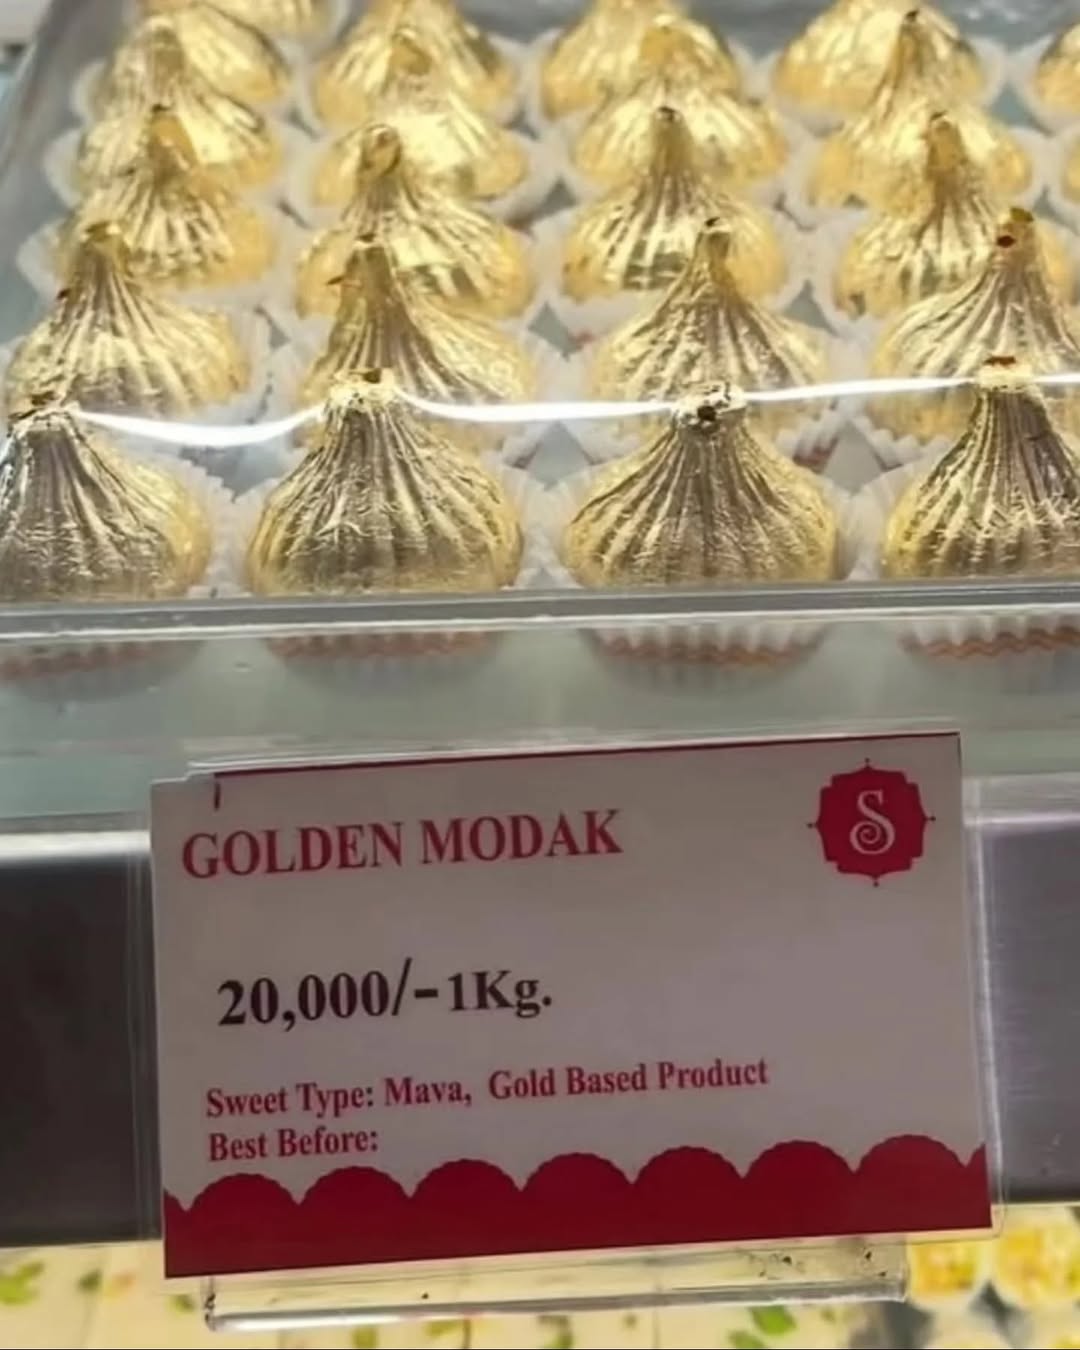 S
GOLDEN MODAK
20,000/-1Kg.
Sweet Type: Mava, Gold Based Product
Best Before: